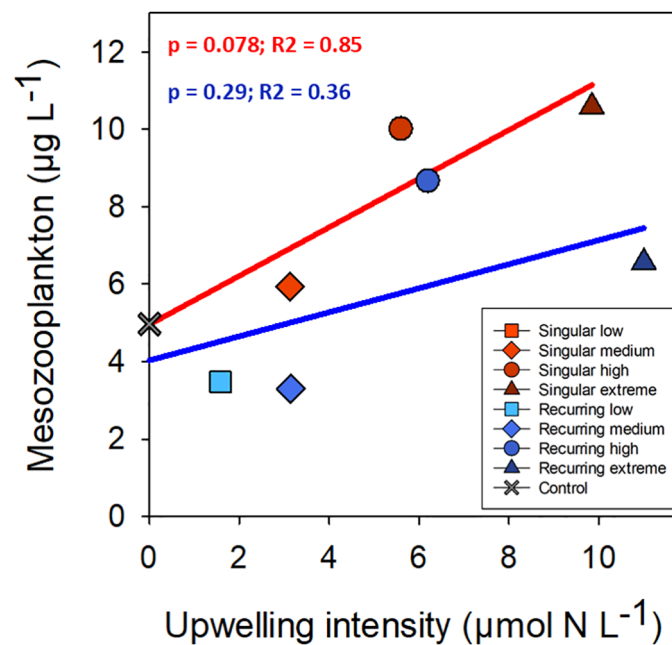 p = 0.078; R2 = 0.85
p = 0.29; R2 = 0.36
Mesozooplankton (µg L⁻¹)
12
10
8
6
4
2
0
Singular low
Singular medium
Singular high
Singular extreme
Recurring low
Recurring medium
Recurring high
Recurring extreme
Control
0 2 4 6 8 10
Upwelling intensity (µmol N L⁻¹)